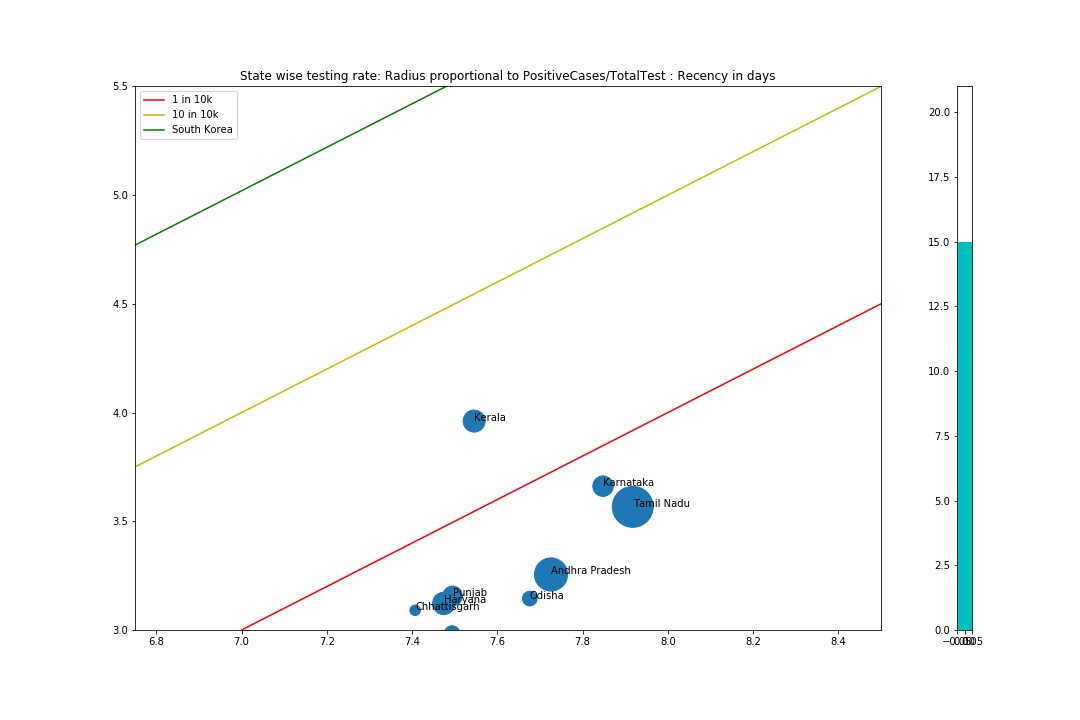 State wise testing rate: Radius proportional to PositiveCases/TotalTest : Recency in days
1 in 10k
10 in 10k
South Korea
5.5
5.0
4.5
4.0
3.5
3.0
Kerala
Karnataka
Tamil Nadu
Andhra Pradesh
Odisha
Punjab
Haryana
Chhattisgarh
6.8 7.0 7.2 7.4 7.6 7.8 8.0 8.2 8.4
20.0
17.5
15.0
12.5
10.0
7.5
5.0
2.5
0.0